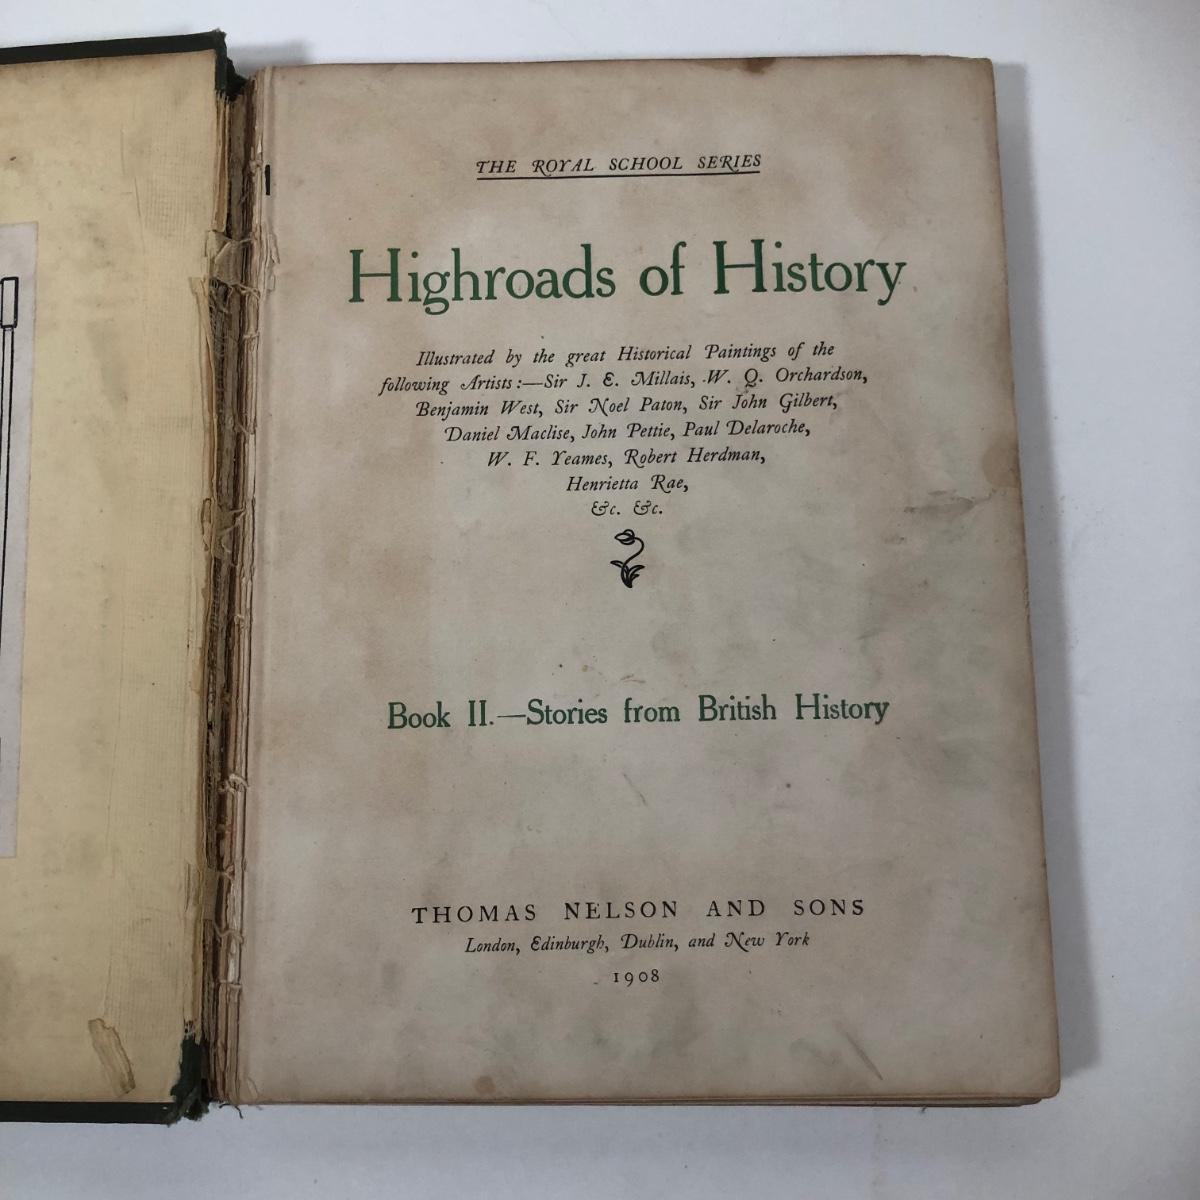 THE ROYAL SCHOOL SERIES
Highroads of History
Illustrated by the great Historical Paintings of the
following Artists:—Sir J. E. Millais, W. Q. Orchardson,
Benjamin West, Sir Noel Paton, Sir John Gilbert,
Daniel Maclise, John Pettie, Paul Delaroche,
W. F. Yeames, Robert Herdman,
Henrietta Rae,
&c. &c.
Book II.—Stories from British History
THOMAS NELSON AND SONS
London, Edinburgh, Dublin, and New York
1908